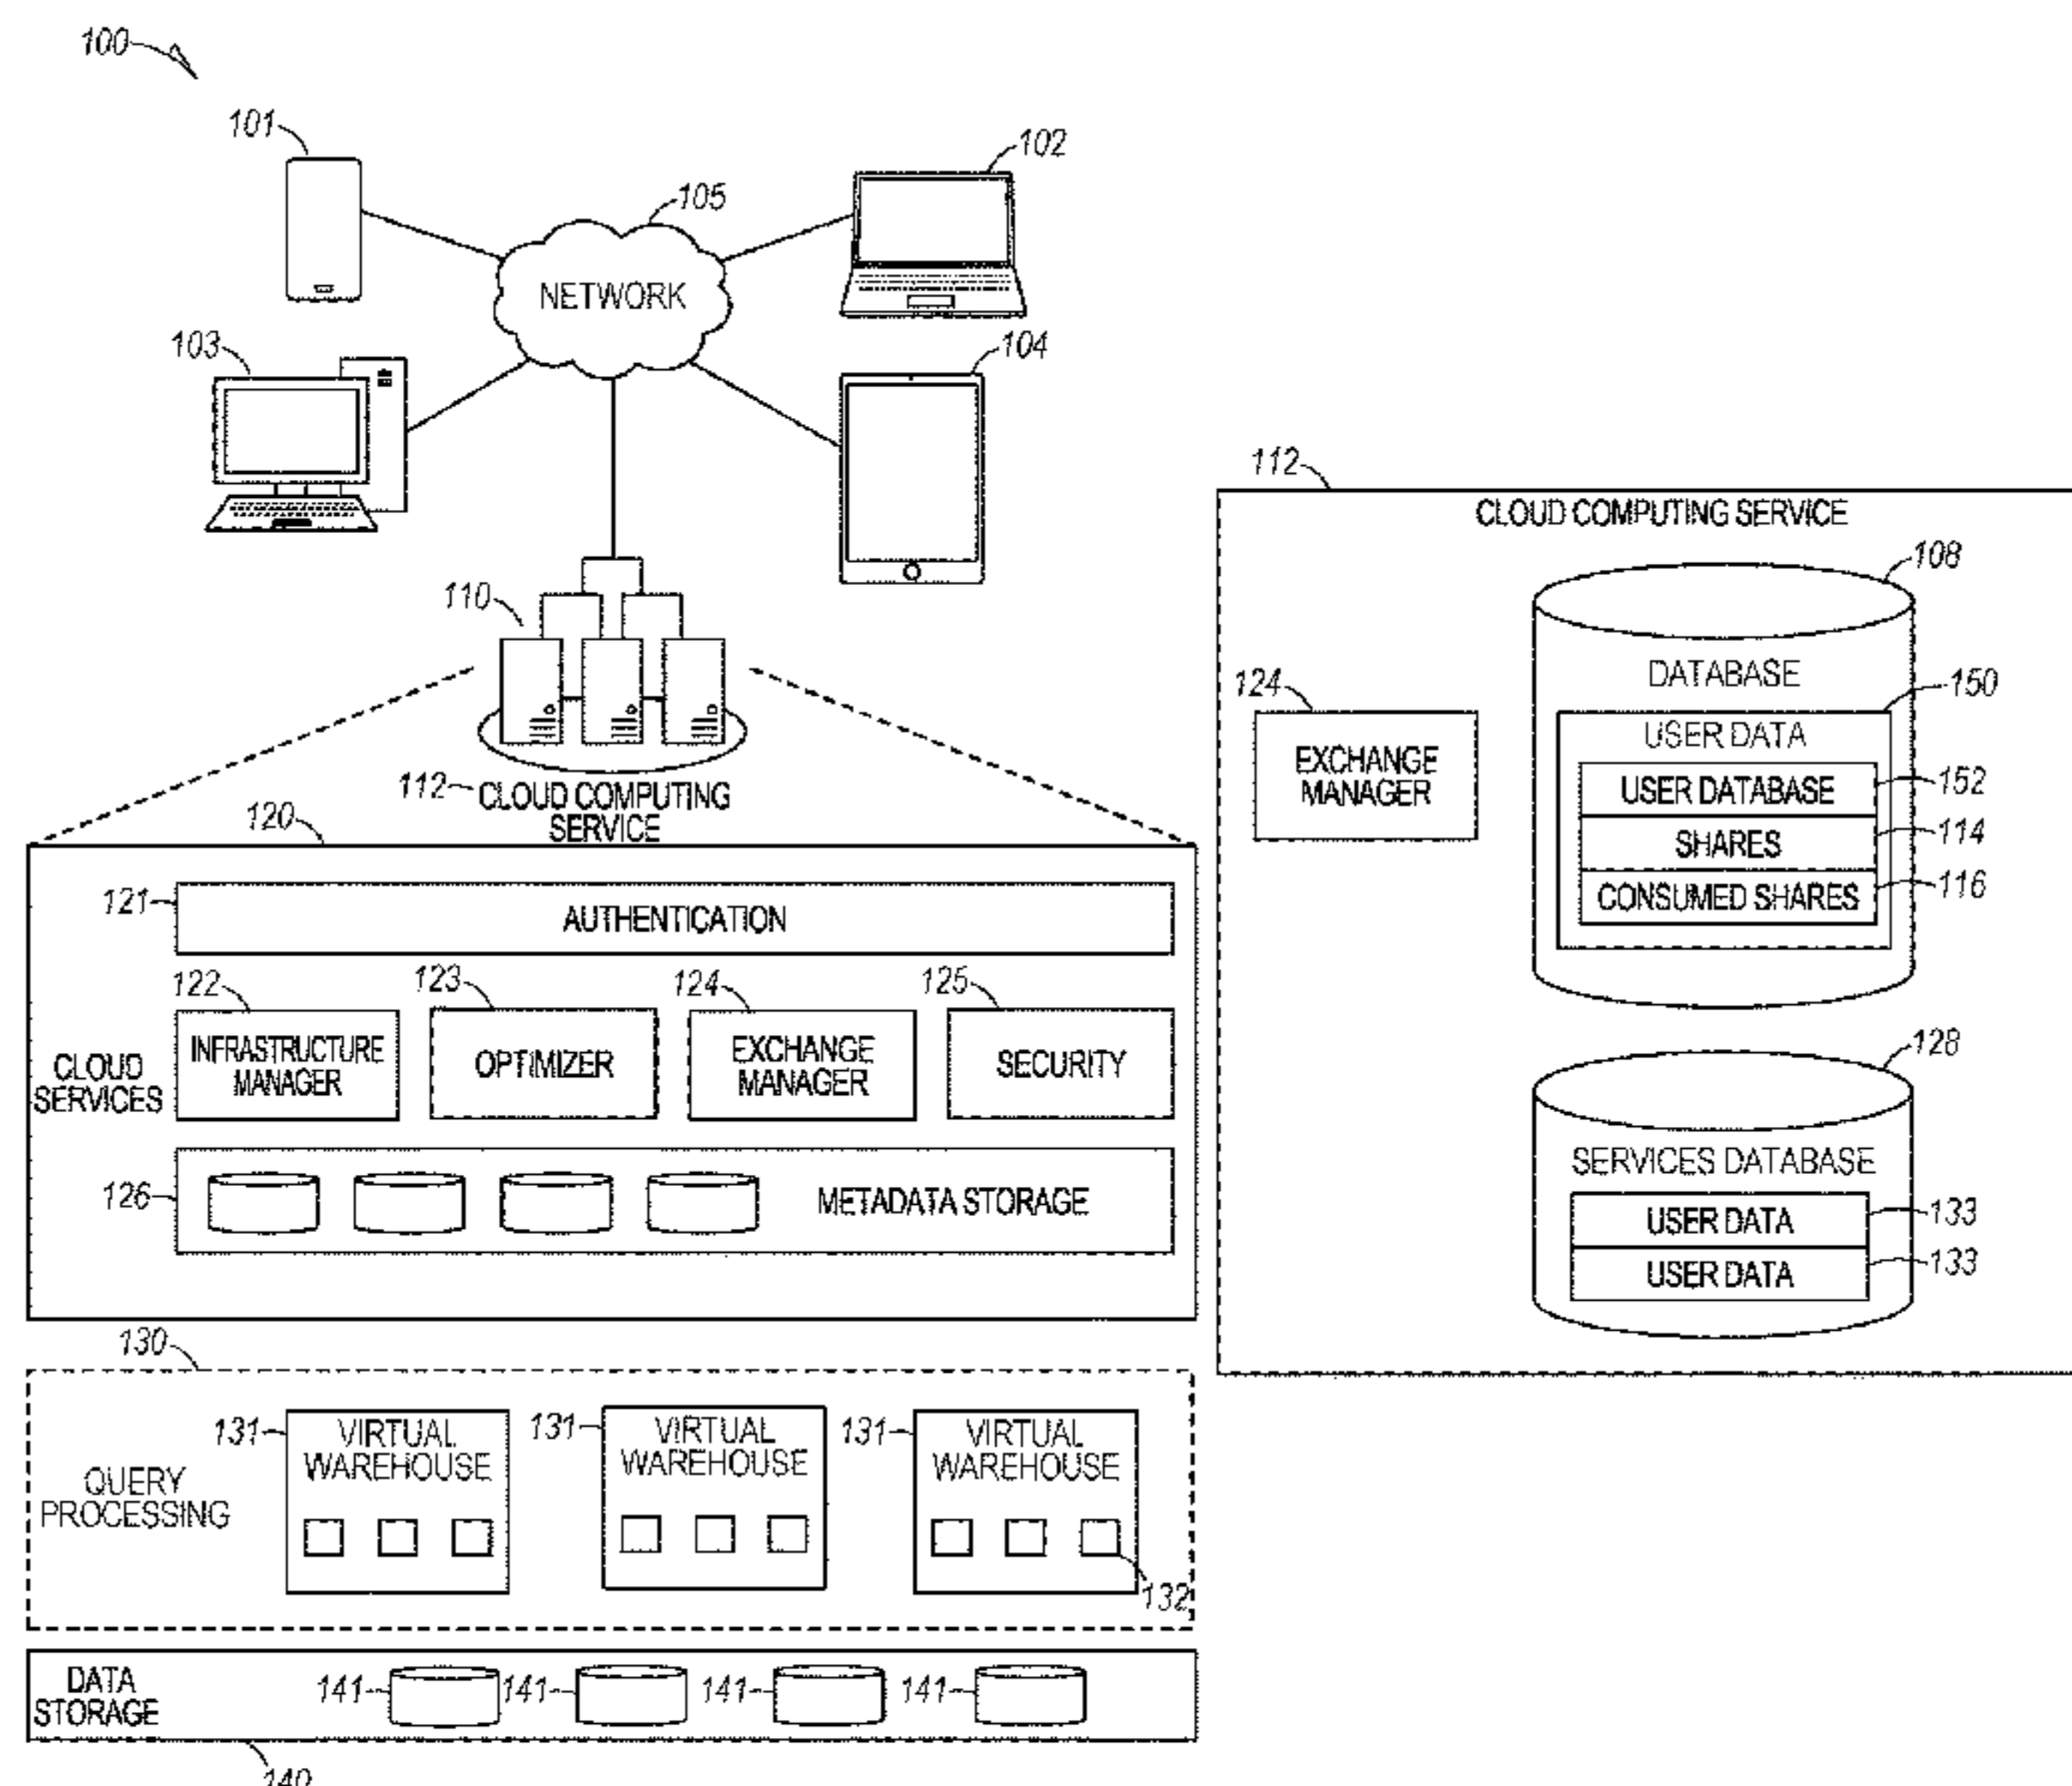 100
101
102
105
NETWORK
103
104
110
112
CLOUD COMPUTING
SERVICE
120
121
AUTHENTICATION
122
123
124
125
CLOUD
SERVICES
INFRASTRUCTURE
MANAGER
OPTIMIZER
EXCHANGE
MANAGER
SECURITY
126
METADATA STORAGE
130
QUERY
PROCESSING
131
VIRTUAL
WAREHOUSE
131
VIRTUAL
WAREHOUSE
131
VIRTUAL
WAREHOUSE
132
DATA
STORAGE
141
141
141
141
140
112
CLOUD COMPUTING SERVICE
108
DATABASE
124
EXCHANGE
MANAGER
150
USER DATA
USER DATABASE
152
SHARES
114
CONSUMED SHARES
116
128
SERVICES DATABASE
USER DATA
133
USER DATA
133